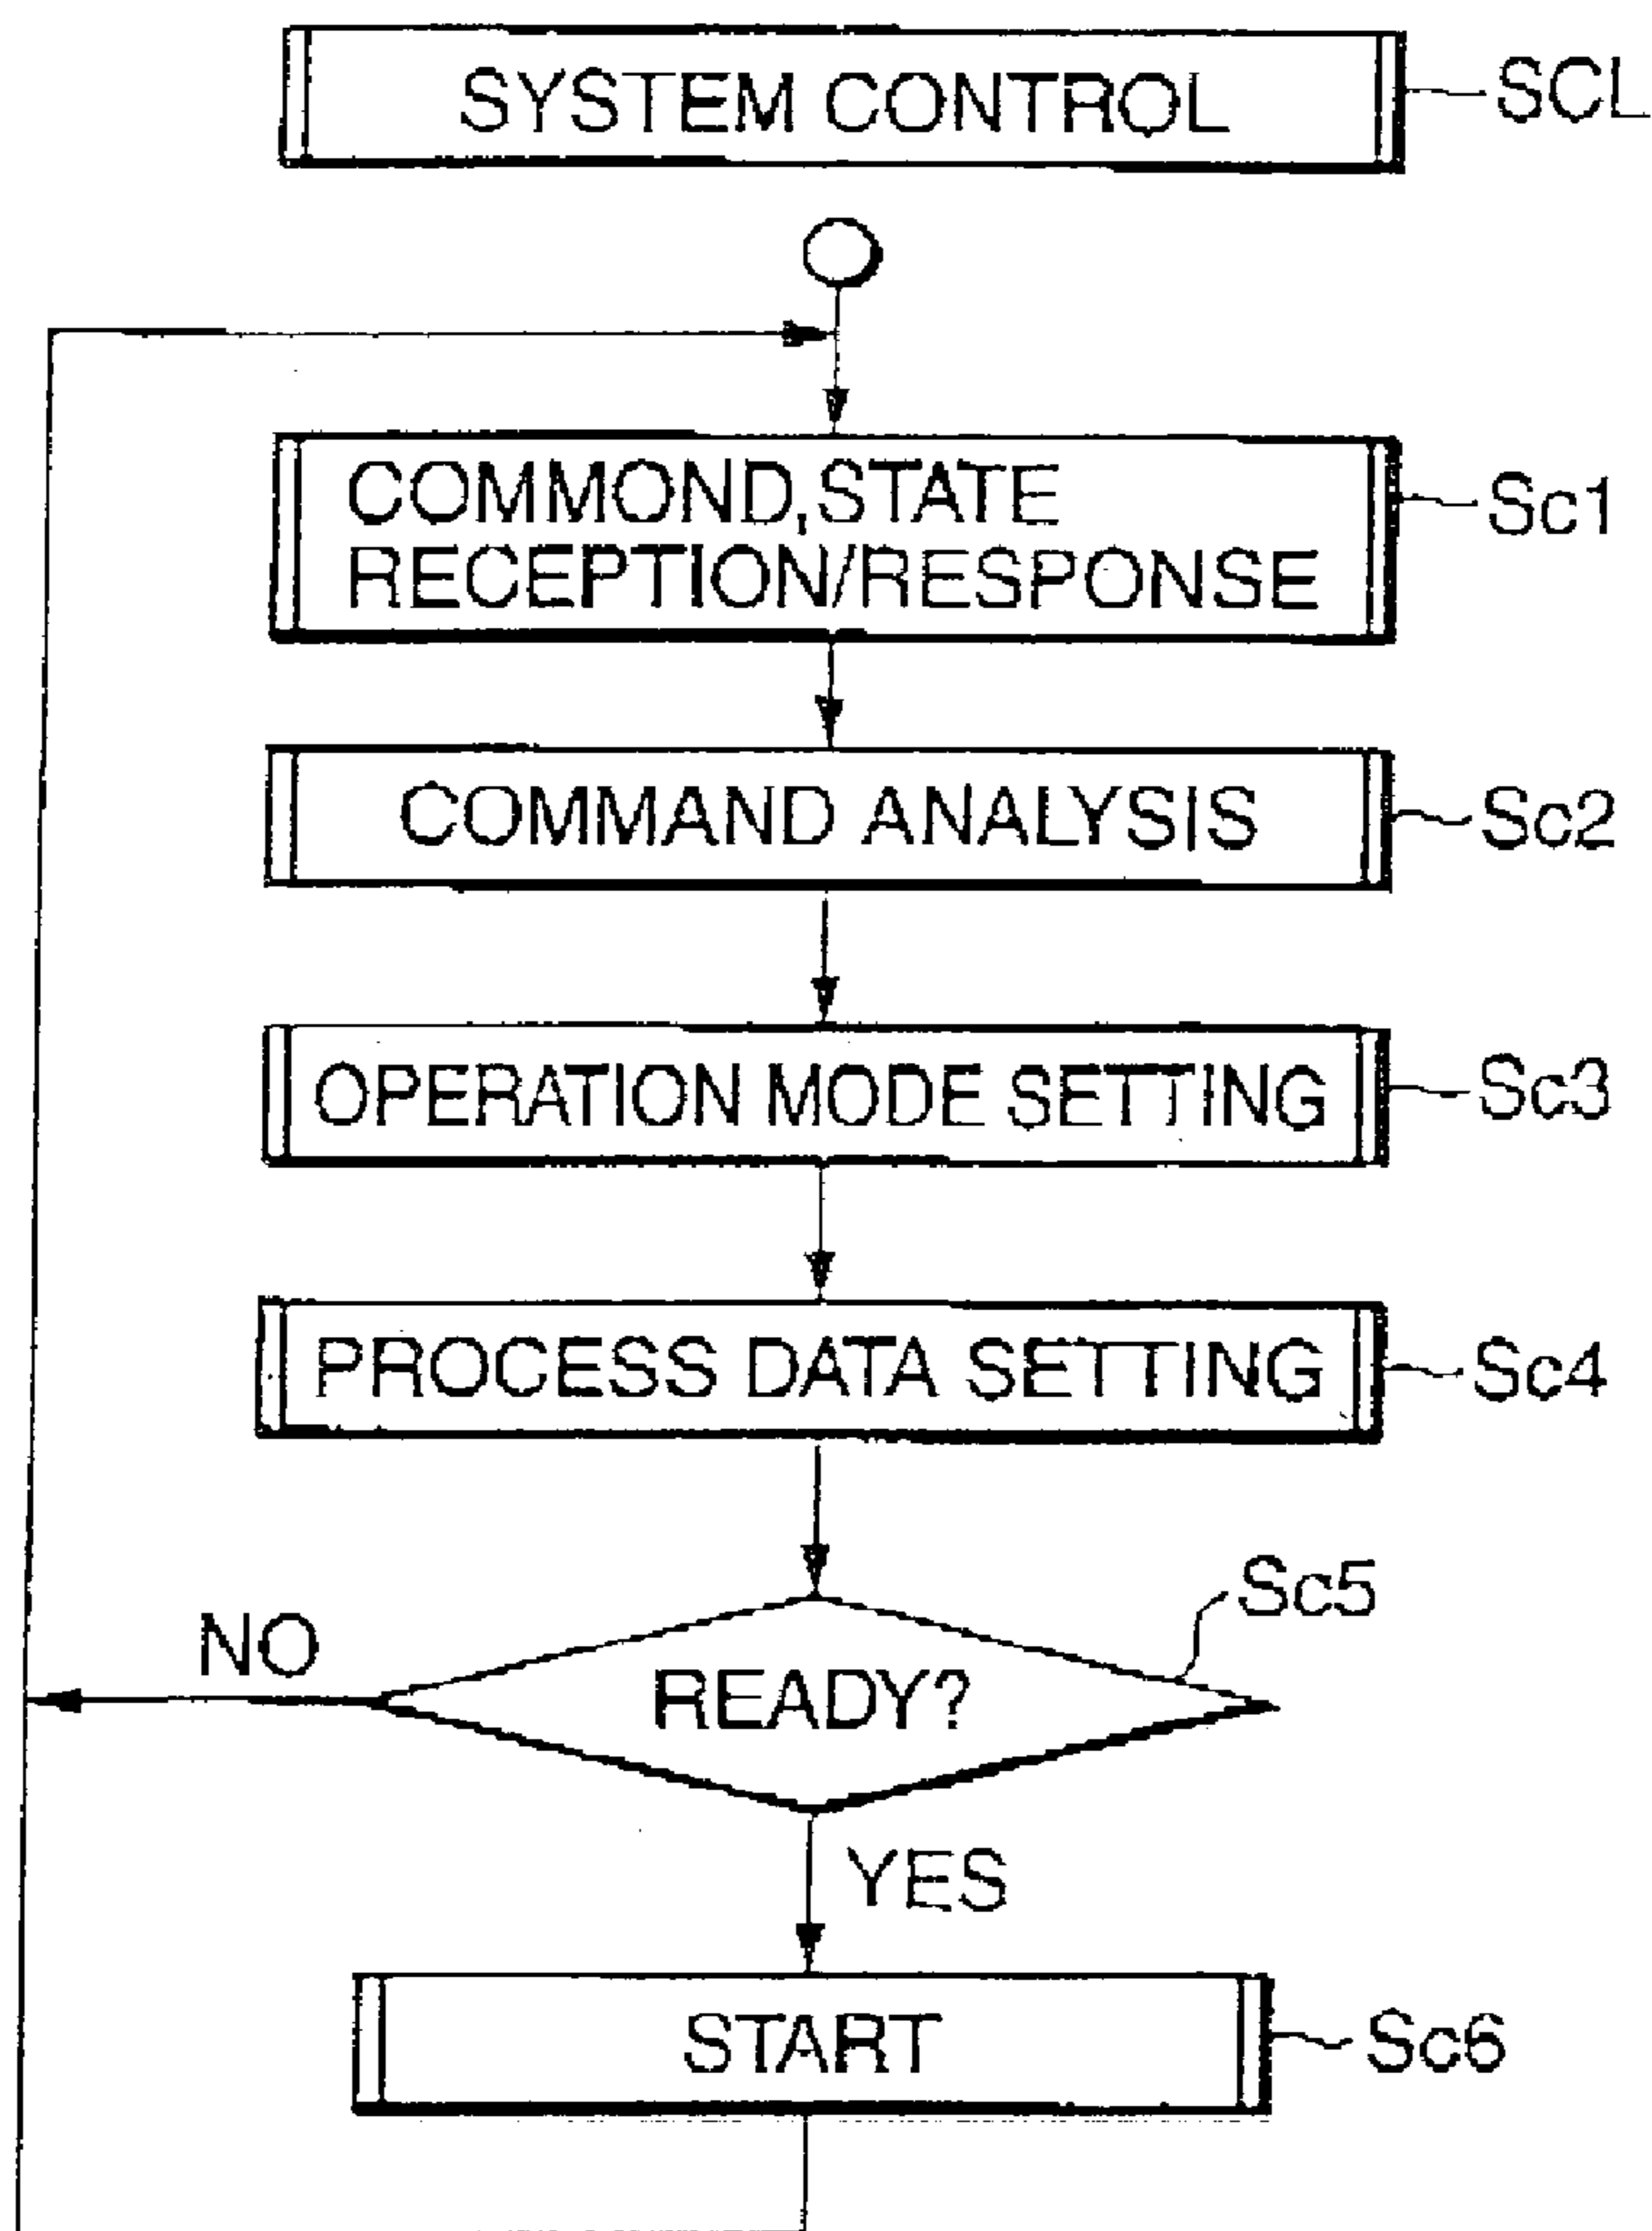 SYSTEM CONTROL
SCL
COMMOND,STATE
RECEPTION/RESPONSE
Sc1
COMMAND ANALYSIS
Sc2
OPERATION MODE SETTING
Sc3
PROCESS DATA SETTING
Sc4
Sc5
NO
READY?
YES
START
Sc6